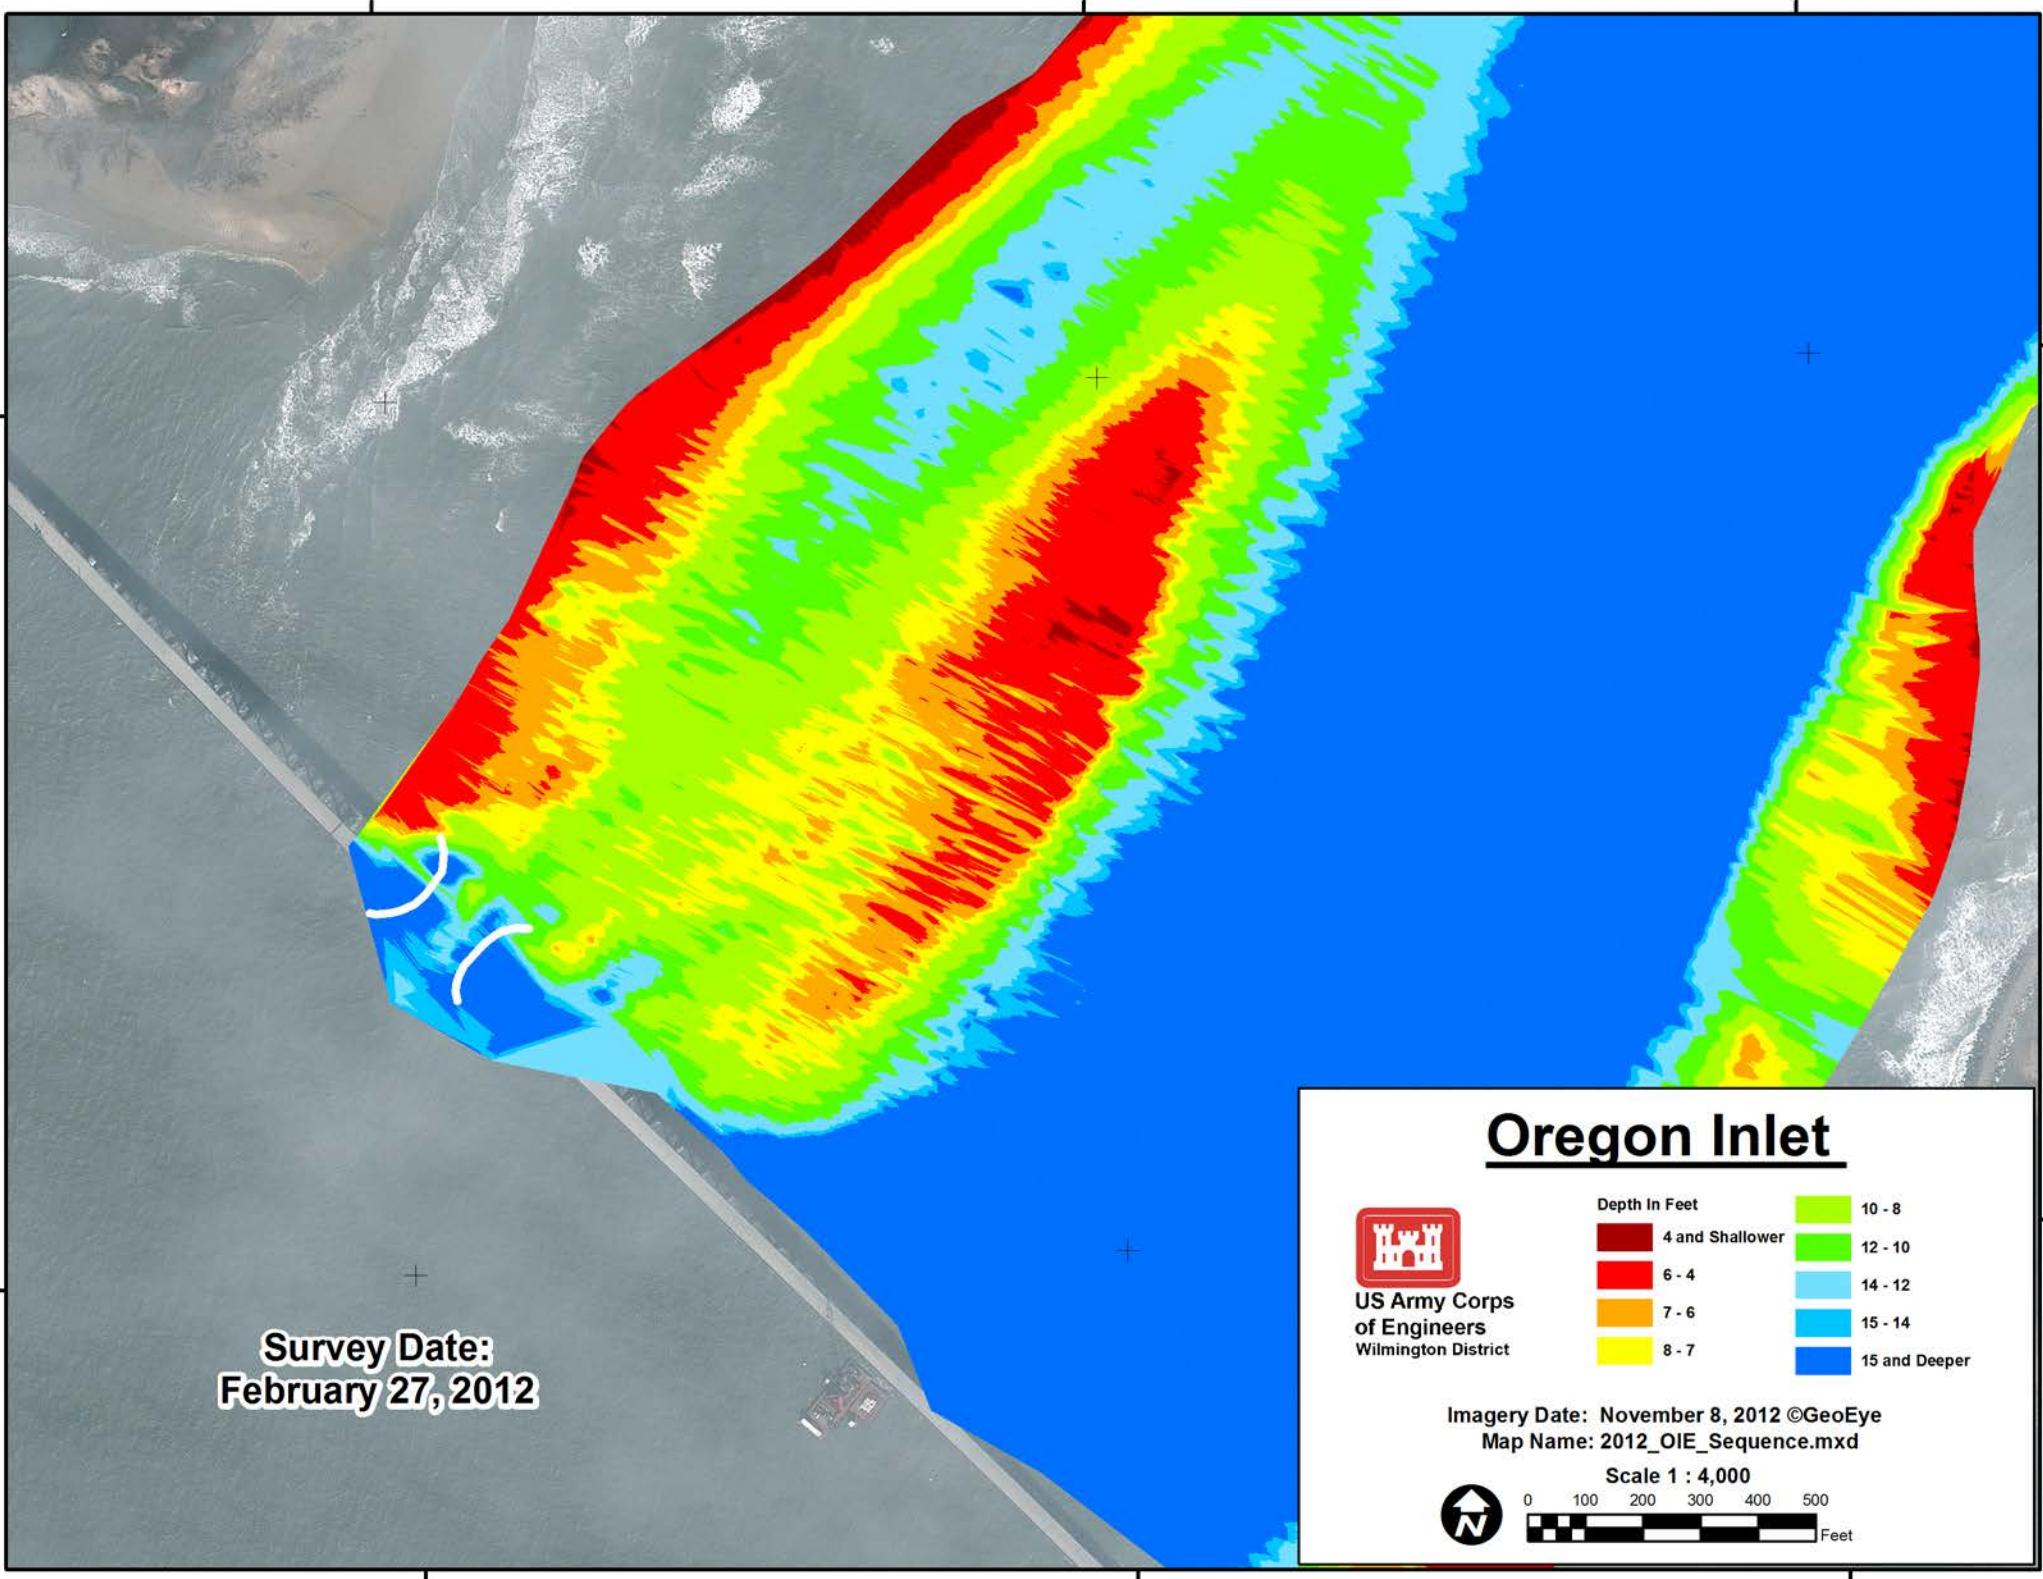 Oregon Inlet
Depth In Feet
4 and Shallower
6 - 4
7 - 6
8 - 7
10 - 8
12 - 10
14 - 12
15 - 14
15 and Deeper
US Army Corps
of Engineers
Wilmington District
Imagery Date: November 8, 2012 ©GeoEye
Map Name: 2012_OIE_Sequence.mxd
Scale 1 : 4,000
0 100 200 300 400 500
Feet
N
Survey Date:
February 27, 2012